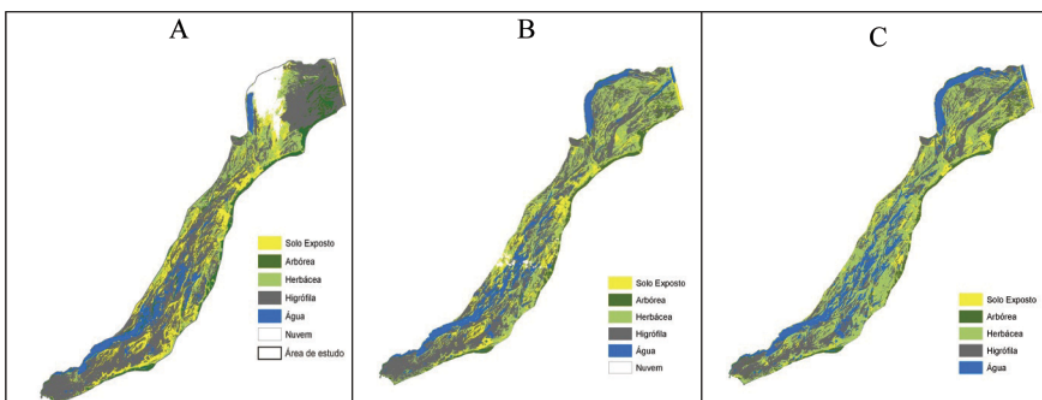 A
Solo Exposto
Arbórea
Herbácea
Higrófila
Água
Nuvem
Área de estudo
B
Solo Exposto
Arbórea
Herbácea
Higrófila
Água
Nuvem
C
Solo Exposto
Arbórea
Herbácea
Higrófila
Água